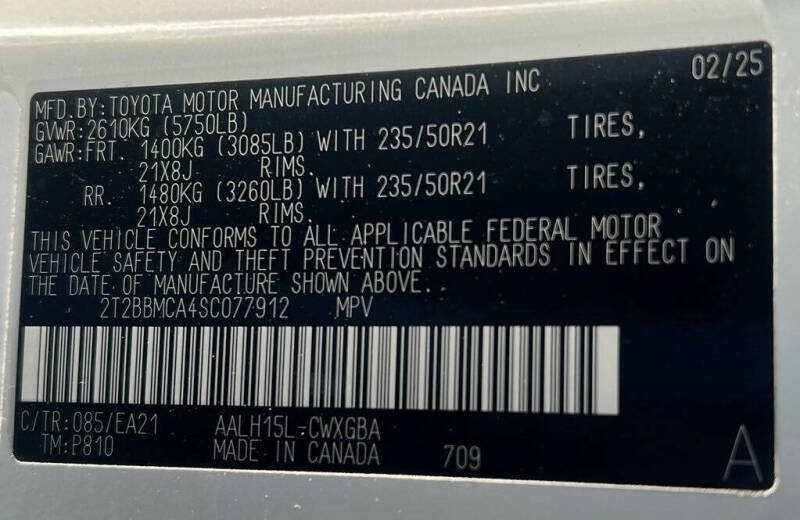 02/25
MFD.BY:TOYOTA MOTOR MANUFACTURING CANADA INC
GVWR:2610KG (5750LB)
GAWR:FRT. 1400KG (3085LB) WITH 235/50R21 TIRES,
21X8J RIMS.
RR. 1480KG (3260LB) WITH 235/50R21 TIRES,
21X8J RIMS.
THIS VEHICLE CONFORMS TO ALL APPLICABLE FEDERAL MOTOR
VEHICLE SAFETY AND THEFT PREVENTION STANDARDS IN EFFECT ON
THE DATE OF MANUFACTURE SHOWN ABOVE.
2T2BBMCA4SC077912 MPV
C/TR:085/EA21 AALH15L-CWXGBA
TM:P810 MADE IN CANADA 709 A